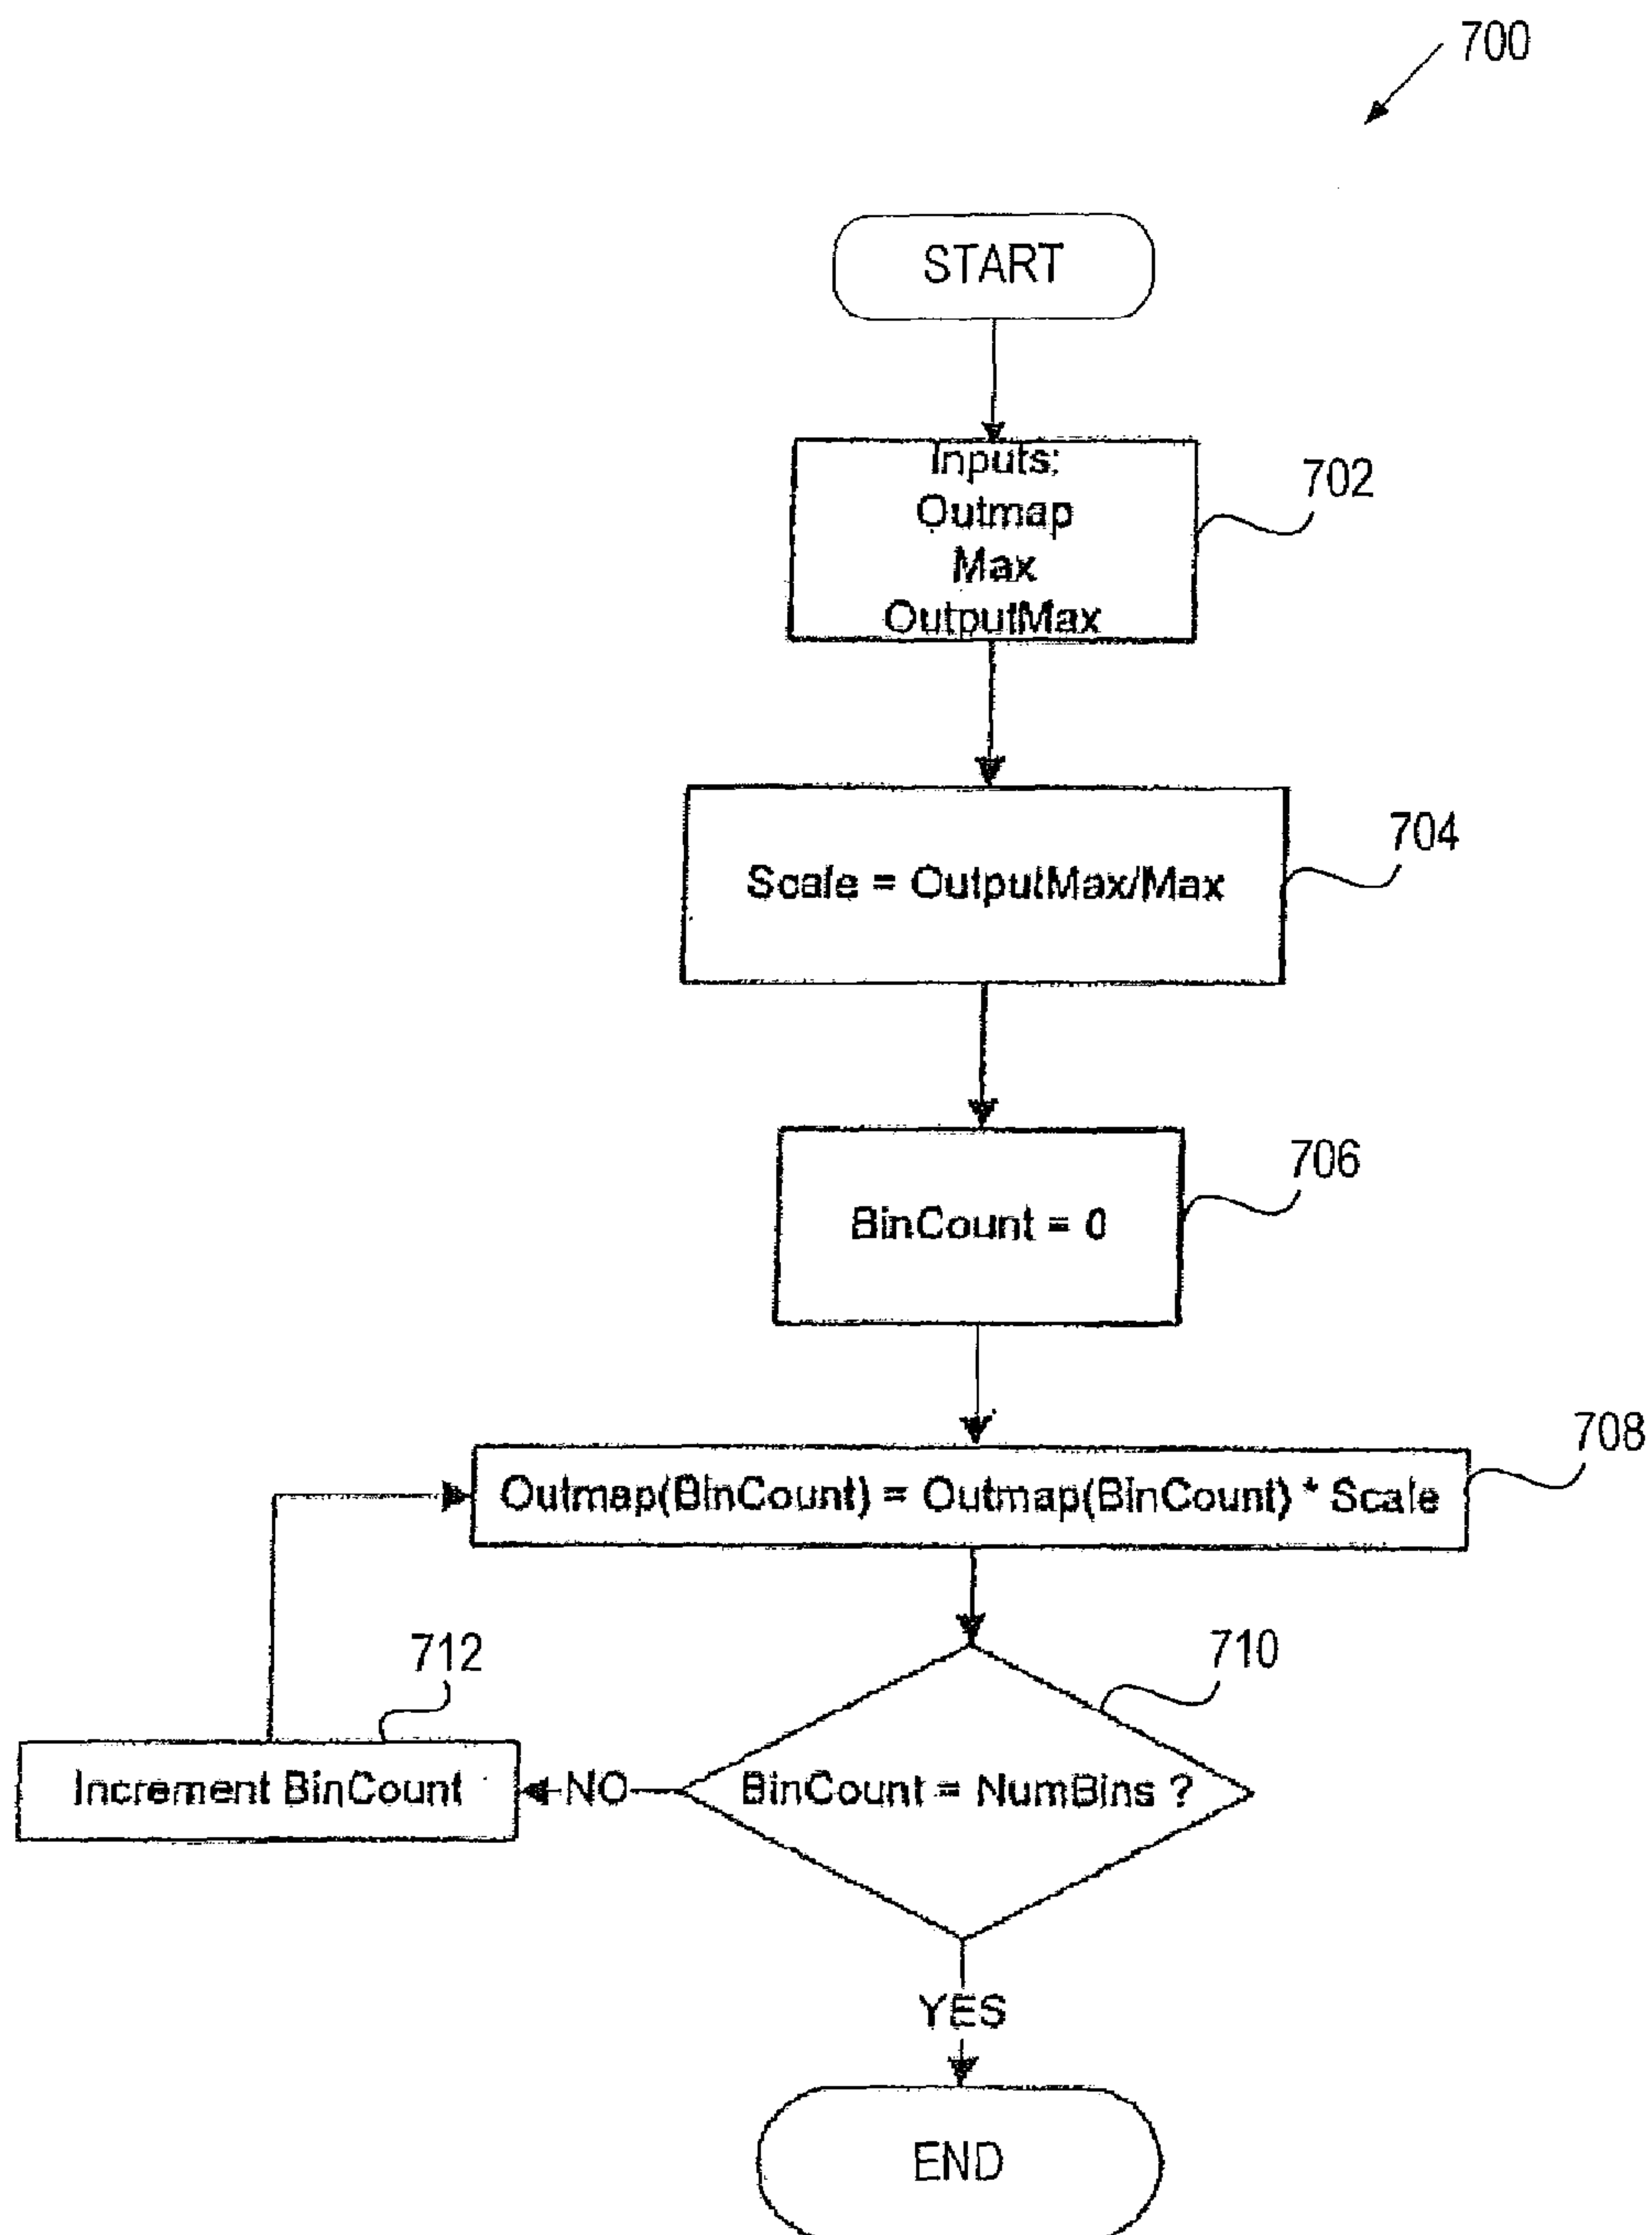 700
START
Inputs:
Outmap
Max
OutputMax
702
Scale = OutputMax/Max
704
BinCount = 0
706
Outmap(BinCount) = Outmap(BinCount) * Scale
708
712
710
Increment BinCount
NO
BinCount = NumBins ?
YES
END